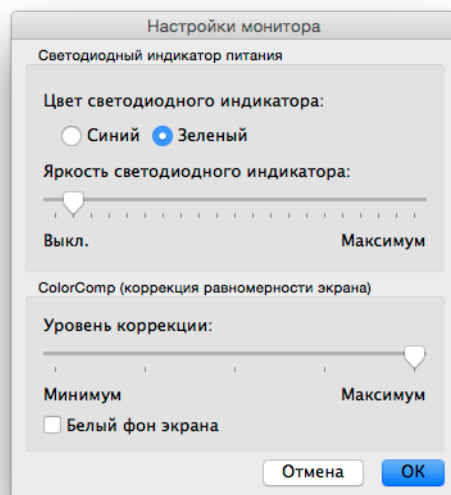 Настройки монитора
Светодиодный индикатор питания
Цвет светодиодного индикатора:
Синий Зеленый
Яркость светодиодного индикатора:
Выкл. Максимум
ColorComp (коррекция равномерности экрана)
Уровень коррекции:
Минимум Максимум
Белый фон экрана
Отмена OK